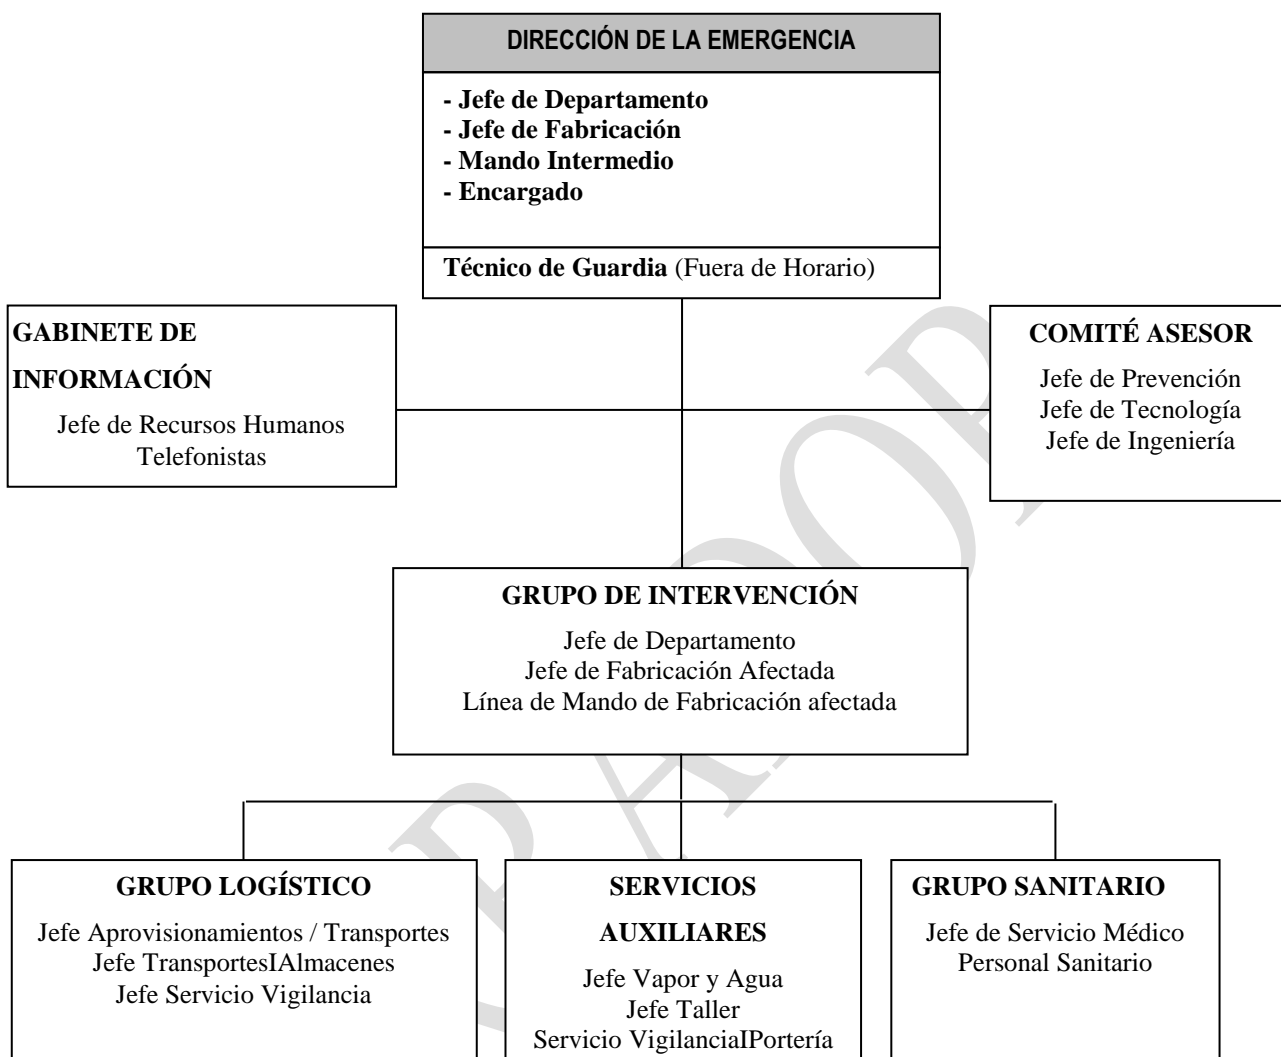 DIRECCIÓN DE LA EMERGENCIA
- Jefe de Departamento
- Jefe de Fabricación
- Mando Intermedio
- Encargado
Técnico de Guardia (Fuera de Horario)
GABINETE DE
INFORMACIÓN
Jefe de Recursos Humanos
Telefonistas
COMITÉ ASESOR
Jefe de Prevención
Jefe de Tecnología
Jefe de Ingeniería
GRUPO DE INTERVENCIÓN
Jefe de Departamento
Jefe de Fabricación Afectada
Línea de Mando de Fabricación afectada
GRUPO LOGÍSTICO
Jefe Aprovisionamientos / Transportes
Jefe TransportesIAlmacenes
Jefe Servicio Vigilancia
SERVICIOS
AUXILIARES
Jefe Vapor y Agua
Jefe Taller
Servicio VigilanciaIPortería
GRUPO SANITARIO
Jefe de Servicio Médico
Personal Sanitario